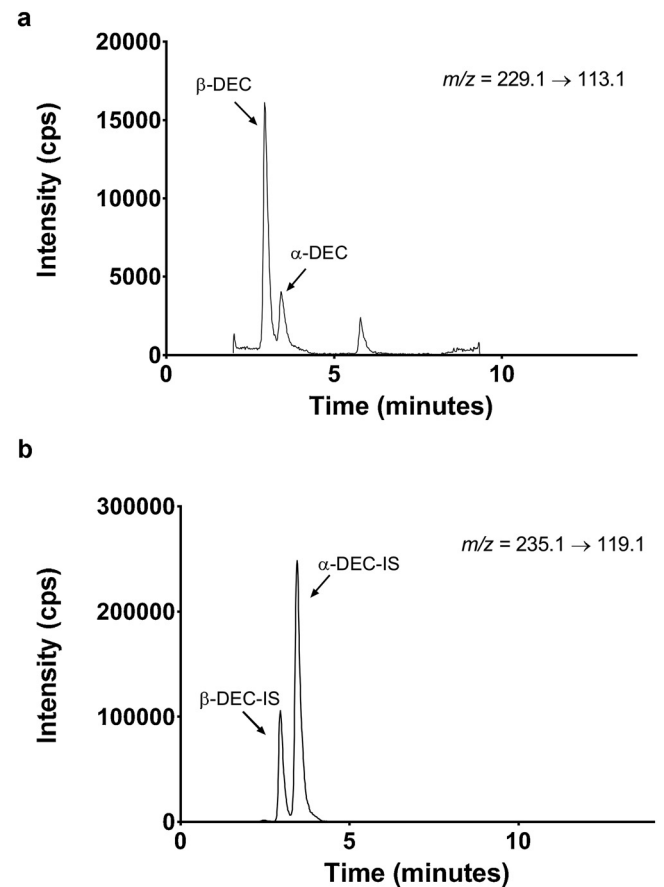 a
20000
15000
10000
5000
0
Intensity (cps)
β-DEC
α-DEC
m/z = 229.1 → 113.1
0 5 10
Time (minutes)
b
300000
200000
100000
0
Intensity (cps)
m/z = 235.1 → 119.1
α-DEC-IS
β-DEC-IS
0 5 10
Time (minutes)